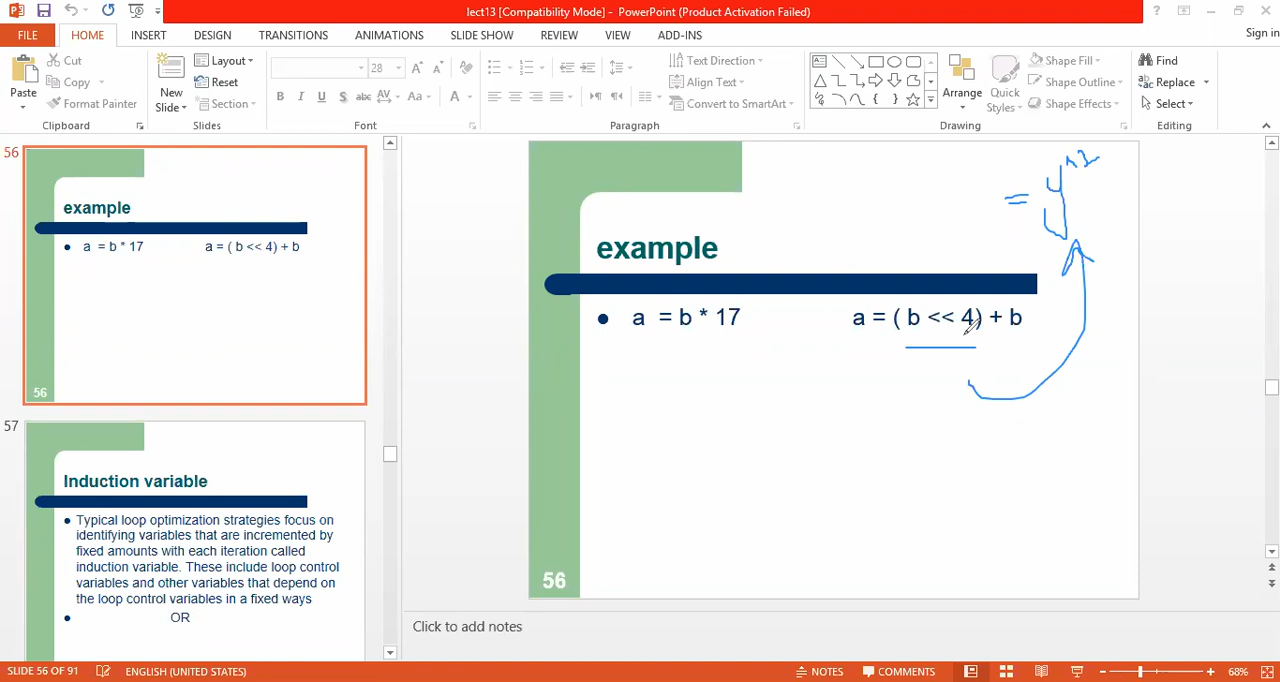 lect13 [Compatibility Mode] - PowerPoint (Product Activation Failed)
FILE HOME INSERT DESIGN TRANSITIONS ANIMATIONS SLIDE SHOW REVIEW VIEW ADD-INS Sign in
Paste
Cut
Copy
Format Painter
Clipboard
New
Slide
Layout
Reset
Section
Slides
28
Font
Text Direction
Align Text
Convert to SmartArt
Paragraph
Arrange
Quick
Styles
Shape Fill
Shape Outline
Shape Effects
Drawing
Find
Replace
Select
Editing
56
example
a = b * 17 a = ( b << 4) + b
56
57
Induction variable
Typical loop optimization strategies focus on
identifying variables that are incremented by
fixed amounts with each iteration called
induction variable. These include loop control
variables and other variables that depend on
the loop control variables in a fixed ways
OR
=
example
a = b * 17 a = ( b << 4) + b
56
Click to add notes
SLIDE 56 OF 91 ENGLISH (UNITED STATES) NOTES COMMENTS 68%